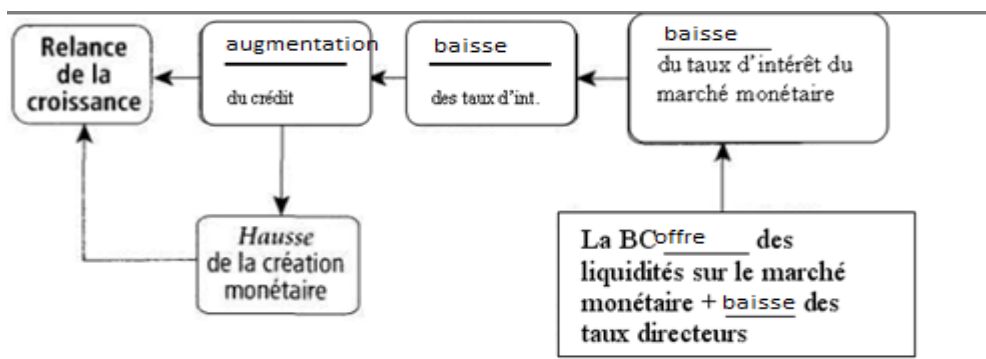 Relance
de la
croissance
augmentation
du crédit
baisse
des taux d'int.
baisse
du taux d'intérêt du
marché monétaire
Hausse
de la création
monétaire
La BC offre des
liquidités sur le marché
monétaire + baisse des
taux directeurs